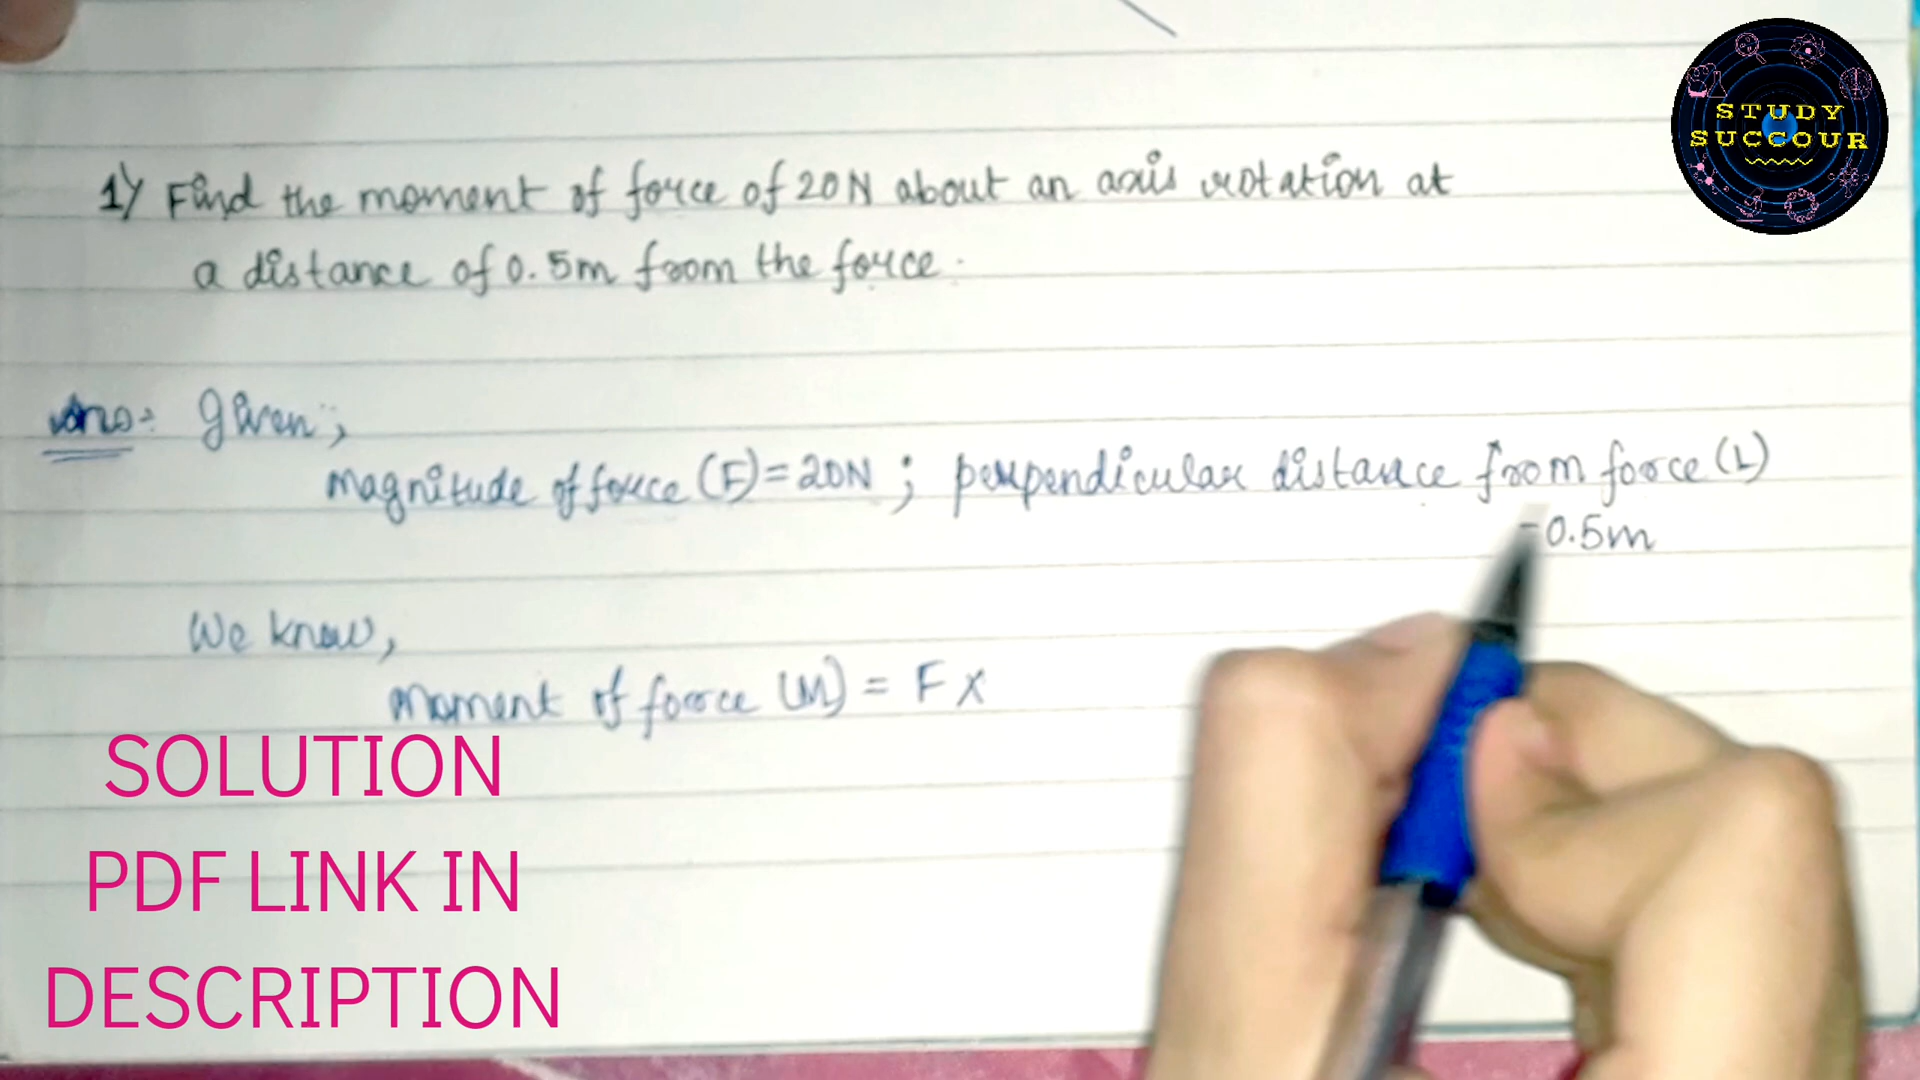 STUDY
SUCCOUR
1) Find the moment of force of 20N about an axis rotation at
a distance of 0.5m from the force.
Ans:- Given;
Magnitude of force (F)=20N ; perpendicular distance from force (L)
=0.5m
We know,
Moment of force (M) = F X
SOLUTION
PDF LINK IN
DESCRIPTION